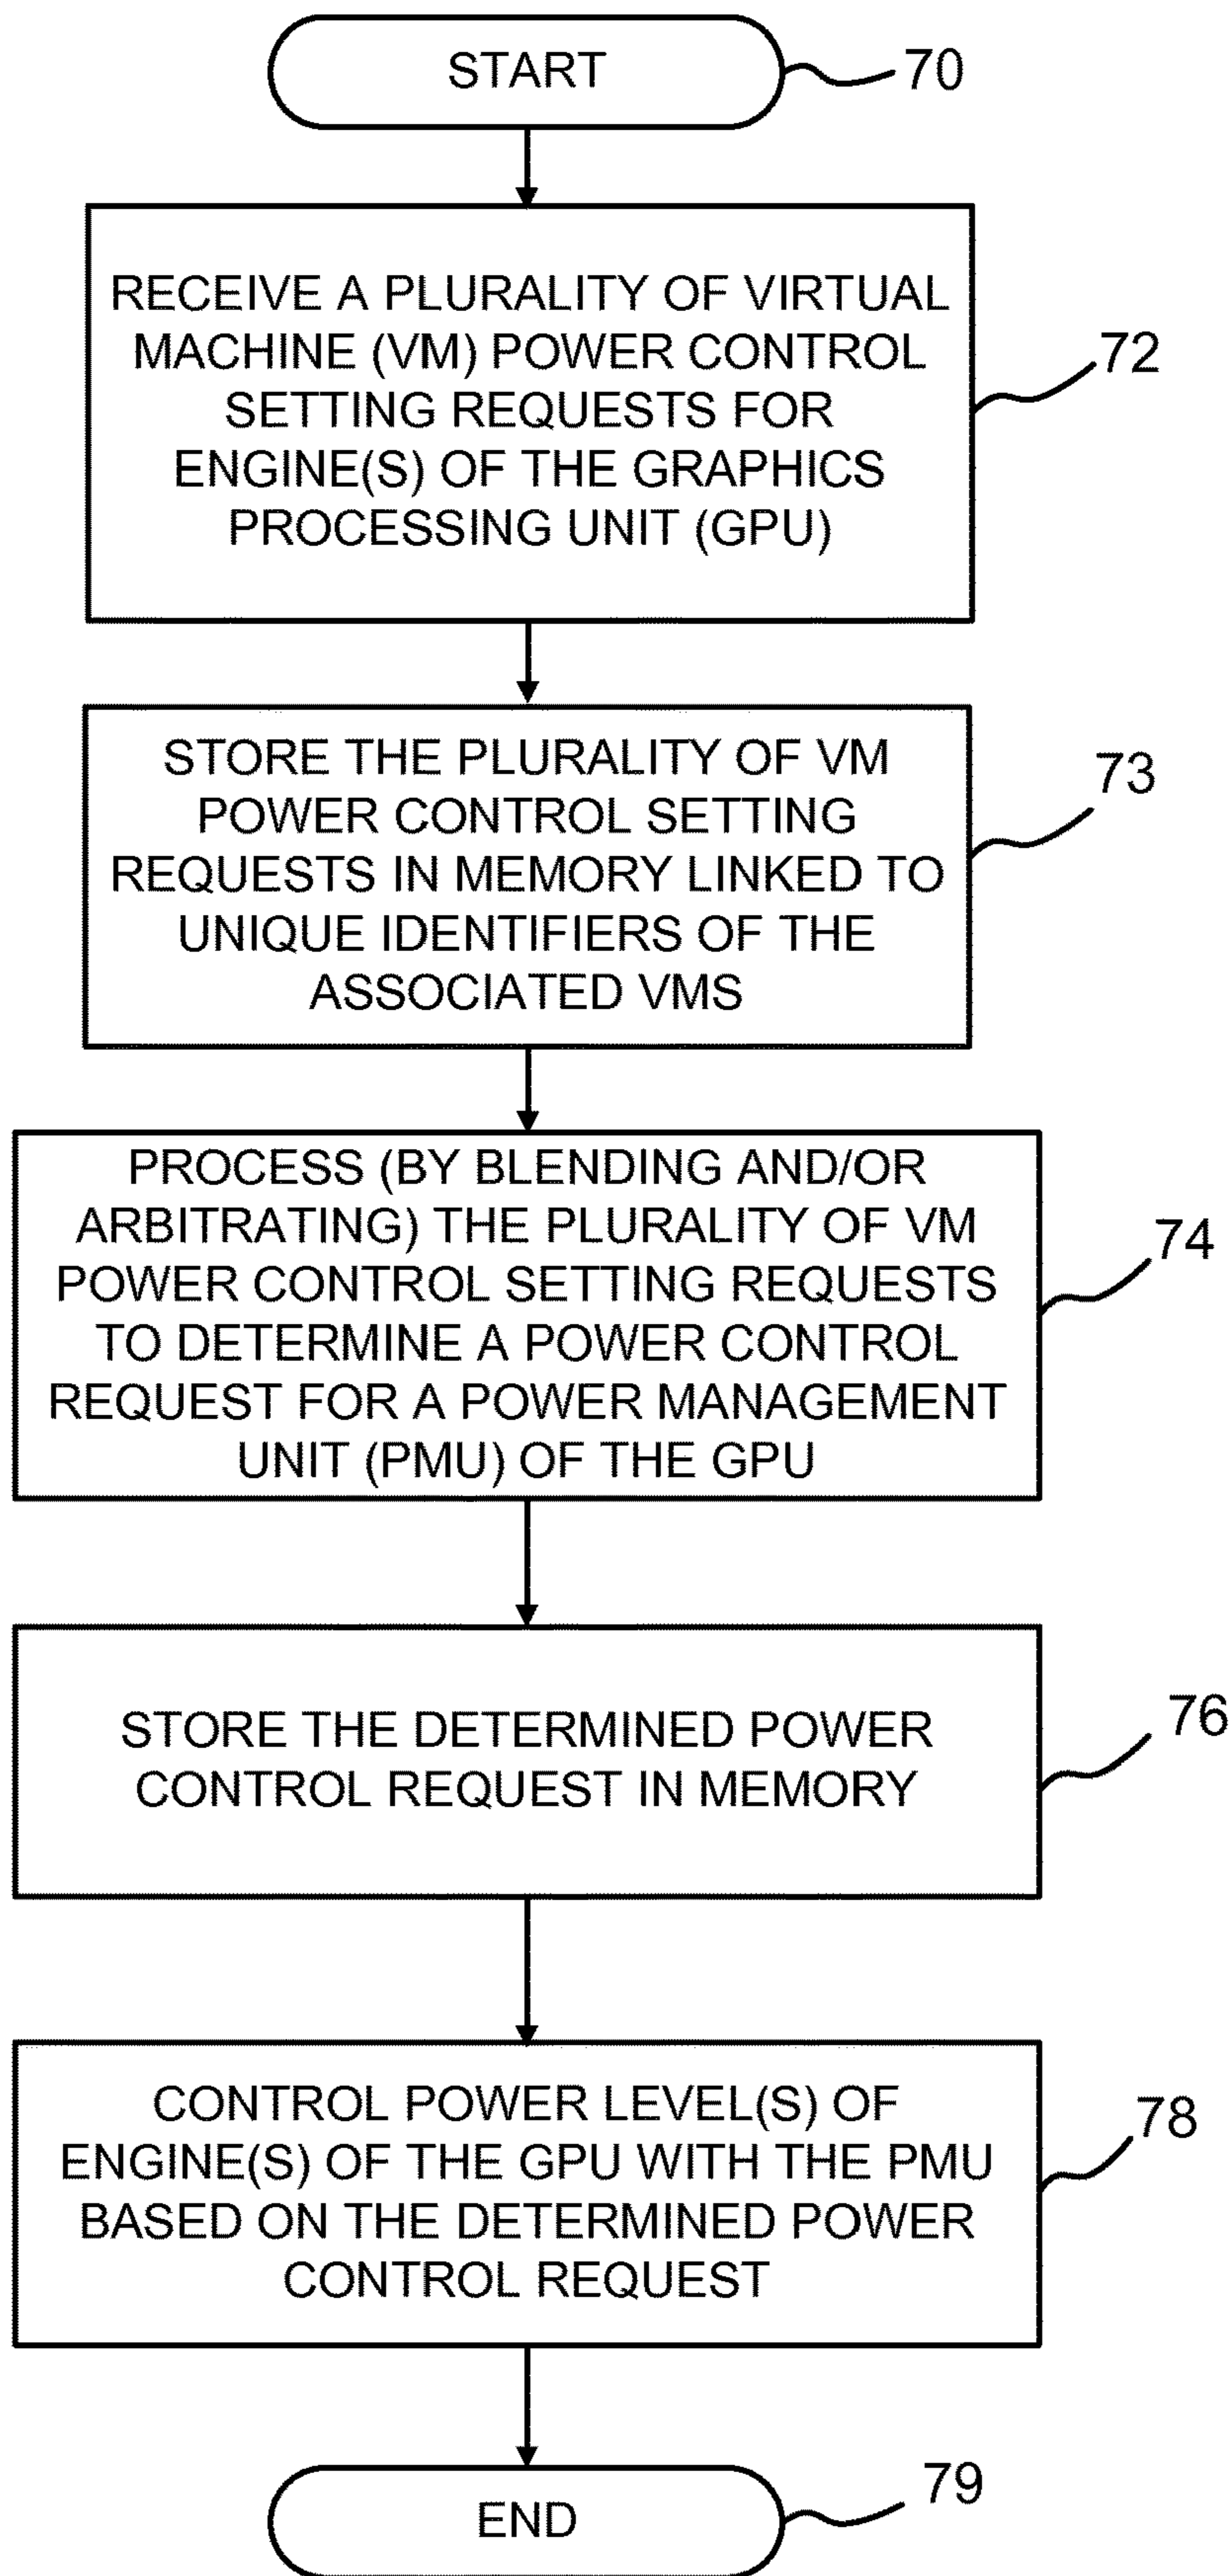 START
70
RECEIVE A PLURALITY OF VIRTUAL
MACHINE (VM) POWER CONTROL
SETTING REQUESTS FOR
ENGINE(S) OF THE GRAPHICS
PROCESSING UNIT (GPU)
72
STORE THE PLURALITY OF VM
POWER CONTROL SETTING
REQUESTS IN MEMORY LINKED TO
UNIQUE IDENTIFIERS OF THE
ASSOCIATED VMS
73
PROCESS (BY BLENDING AND/OR
ARBITRATING) THE PLURALITY OF VM
POWER CONTROL SETTING REQUESTS
TO DETERMINE A POWER CONTROL
REQUEST FOR A POWER MANAGEMENT
UNIT (PMU) OF THE GPU
74
STORE THE DETERMINED POWER
CONTROL REQUEST IN MEMORY
76
CONTROL POWER LEVEL(S) OF
ENGINE(S) OF THE GPU WITH THE PMU
BASED ON THE DETERMINED POWER
CONTROL REQUEST
78
END
79